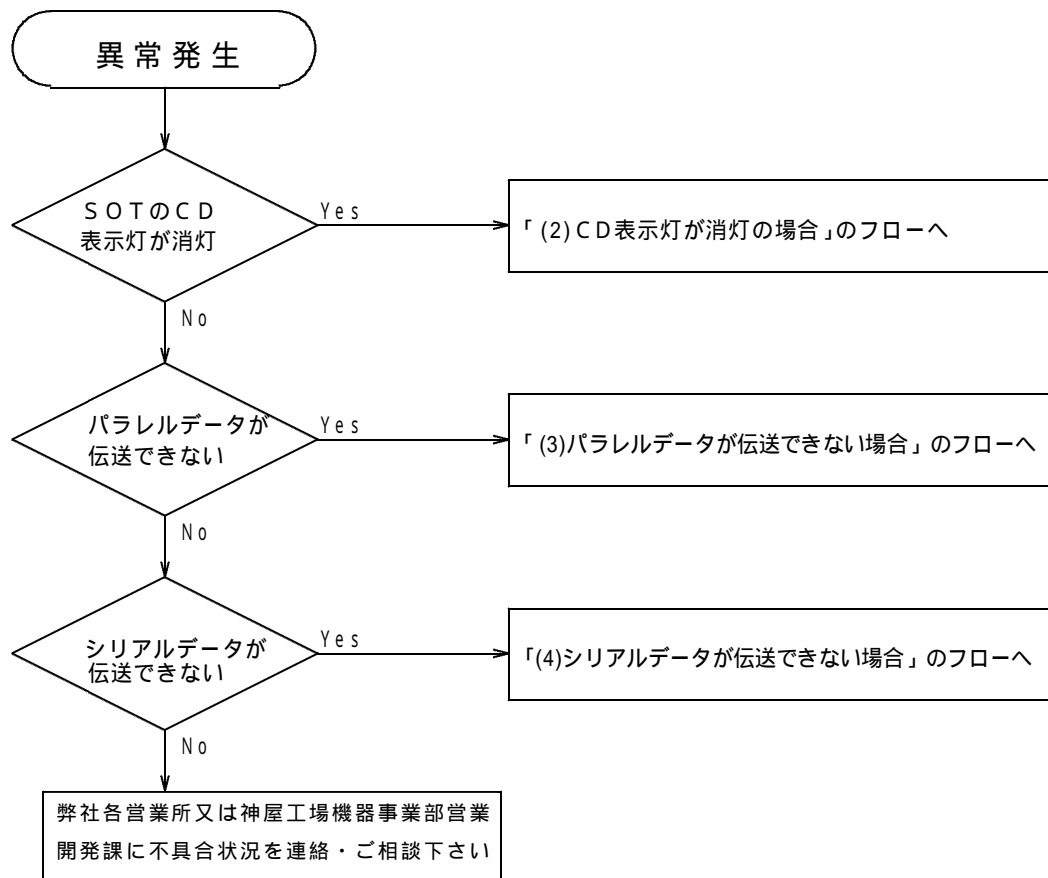 異常発生
SOTのCD
表示灯が消灯
Yes
「(2)CD表示灯が消灯の場合」のフローへ
No
パラレルデータが
伝送できない
Yes
「(3)パラレルデータが伝送できない場合」のフローへ
No
シリアルデータが
伝送できない
Yes
「(4)シリアルデータが伝送できない場合」のフローへ
No
弊社各営業所又は神屋工場機器事業部営業
開発課に不具合状況を連絡・ご相談下さい